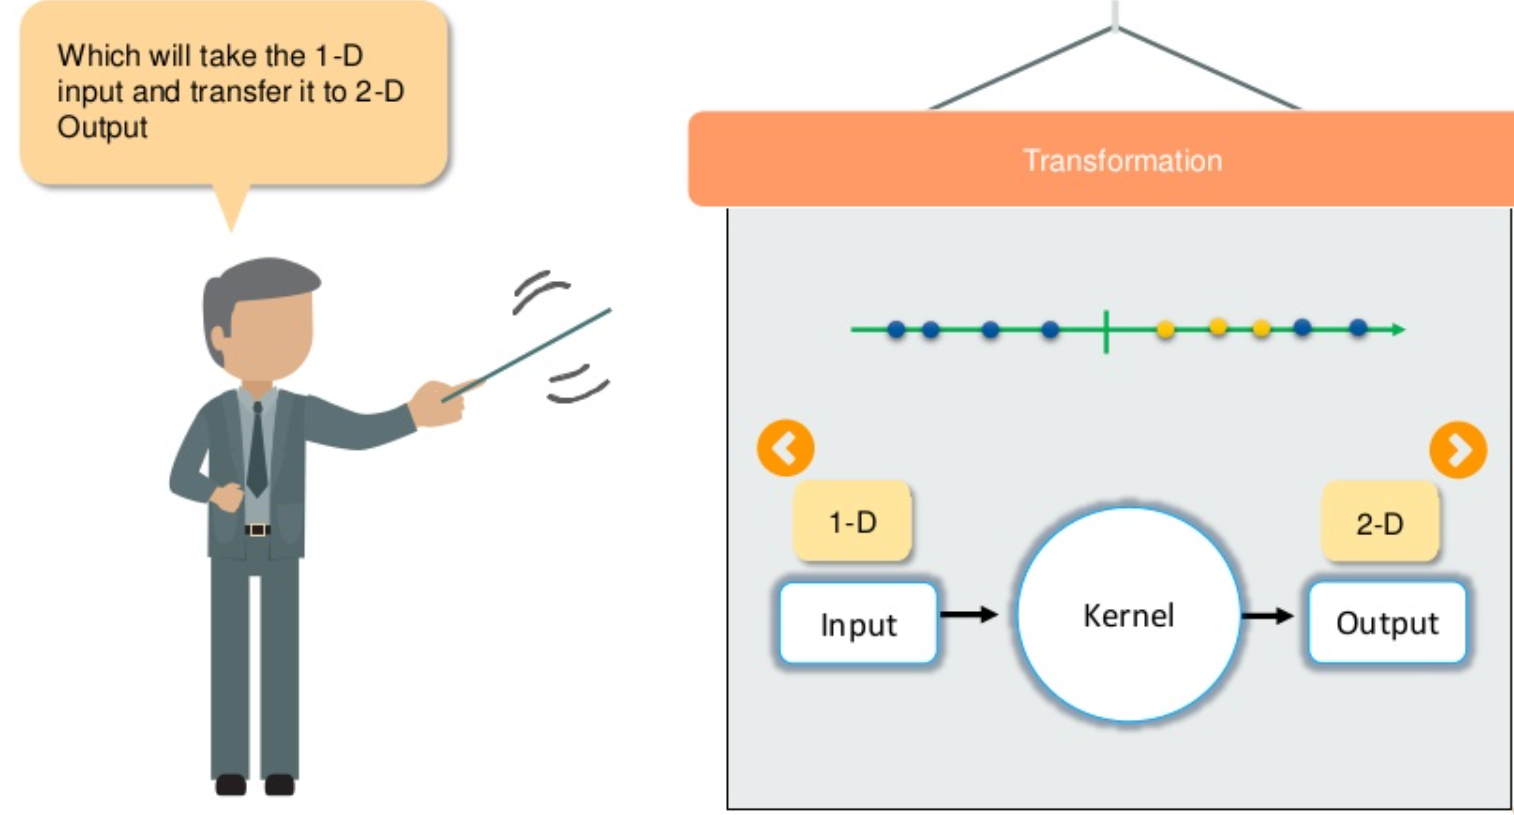 Which will take the 1-D
input and transfer it to 2-D
Output
Transformation
1-D
2-D
Input
Kernel
Output